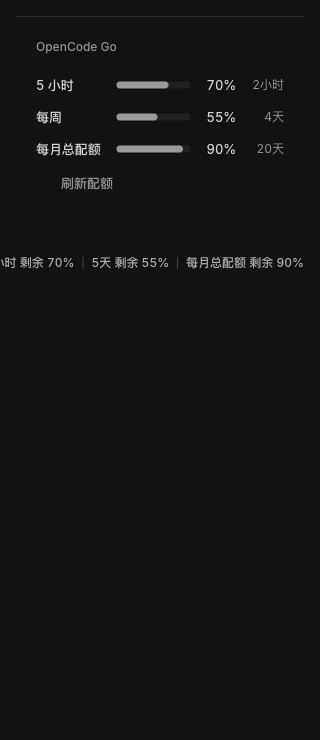 OpenCode Go
5 小时 70% 2小时
每周 55% 4天
每月总配额 90% 20天
刷新配额
时 剩余 70% | 5天 剩余 55% | 每月总配额 剩余 90%